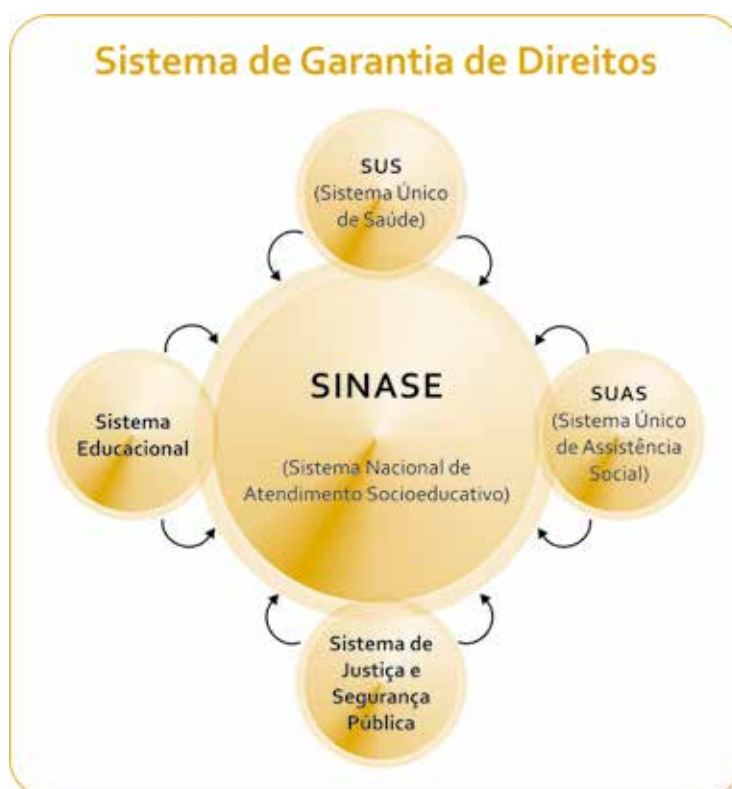 Sistema de Garantia de Direitos
SUS
(Sistema Único
de Saúde)
SINASE
(Sistema Nacional de
Atendimento Socioeducativo)
Sistema
Educacional
SUAS
(Sistema Único
de Assistência
Social)
Sistema de
Justiça e
Segurança
Pública